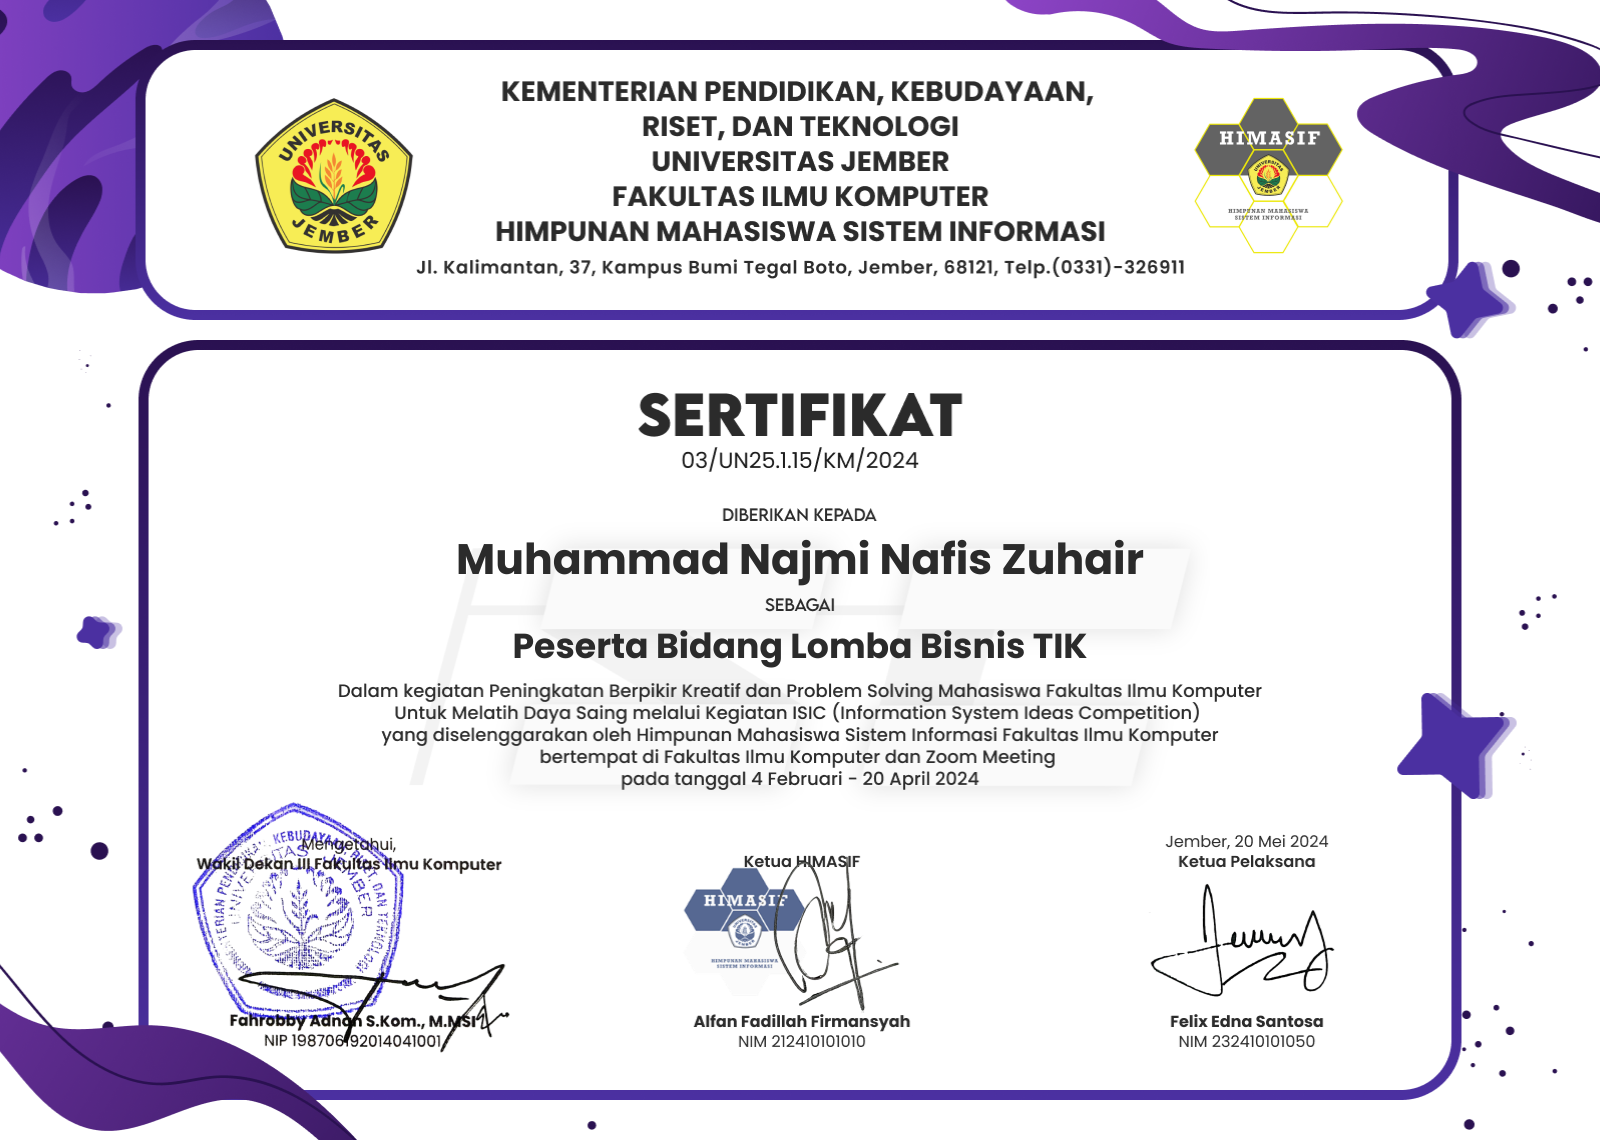 KEMENTERIAN PENDIDIKAN, KEBUDAYAAN,
RISET, DAN TEKNOLOGI
UNIVERSITAS JEMBER
FAKULTAS ILMU KOMPUTER
HIMPUNAN MAHASISWA SISTEM INFORMASI
Jl. Kalimantan, 37, Kampus Bumi Tegal Boto, Jember, 68121, Telp.(0331)-326911
UNIVERSITAS
JEMBER
HIMASIF
UNIVERSITAS
JEMBER
HIMPUNAN MAHASISWA
SISTEM INFORMASI
SERTIFIKAT
03/UN25.1.15/KM/2024
DIBERIKAN KEPADA
Muhammad Najmi Nafis Zuhair
SEBAGAI
Peserta Bidang Lomba Bisnis TIK
Dalam kegiatan Peningkatan Berpikir Kreatif dan Problem Solving Mahasiswa Fakultas Ilmu Komputer
Untuk Melatih Daya Saing melalui Kegiatan ISIC (Information System Ideas Competition)
yang diselenggarakan oleh Himpunan Mahasiswa Sistem Informasi Fakultas Ilmu Komputer
bertempat di Fakultas Ilmu Komputer dan Zoom Meeting
pada tanggal 4 Februari - 20 April 2024
Mengetahui,
Wakil Dekan III Fakultas Ilmu Komputer
Fahrobby Adnan S.Kom., M.MSI
NIP 198706192014041001
Ketua HIMASIF
HIMASIF
HIMPUNAN MAHASISWA
SISTEM INFORMASI
Alfan Fadillah Firmansyah
NIM 212410101010
Jember, 20 Mei 2024
Ketua Pelaksana
Felix Edna Santosa
NIM 232410101050